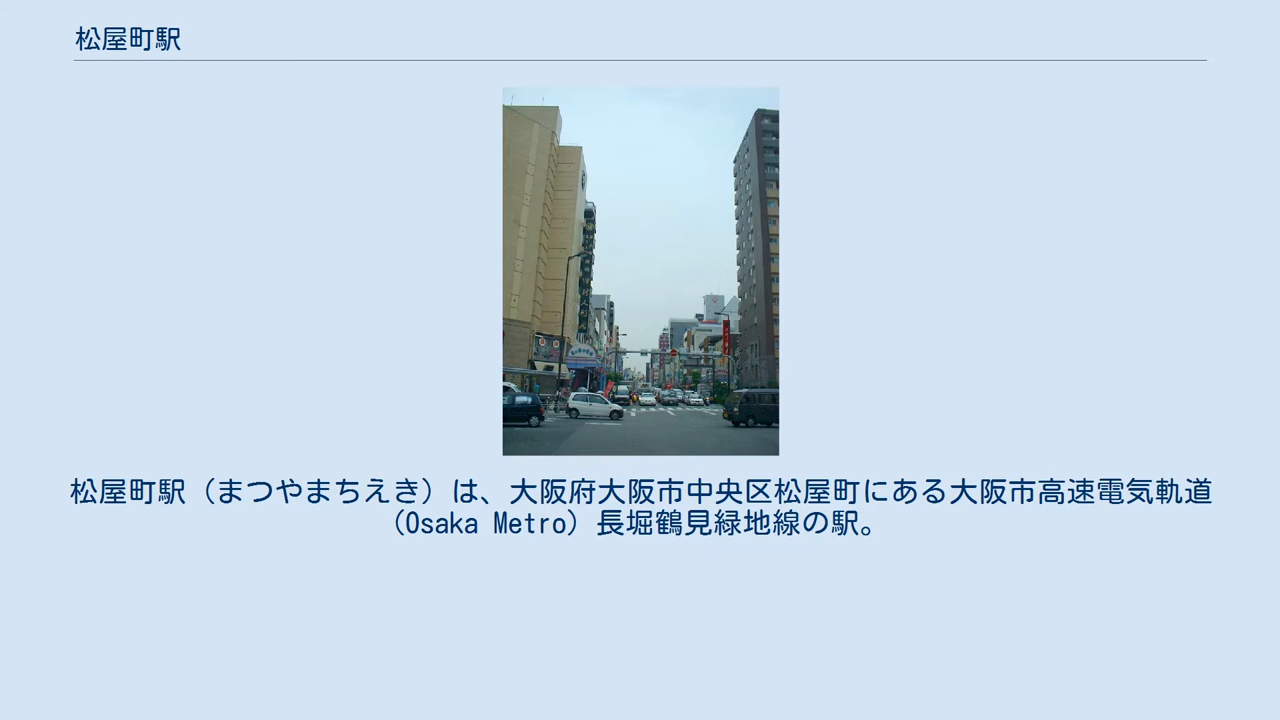 松屋町駅
松屋町駅（まつやまちえき）は、大阪府大阪市中央区松屋町にある大阪市高速電気軌道
（Osaka Metro）長堀鶴見緑地線の駅。